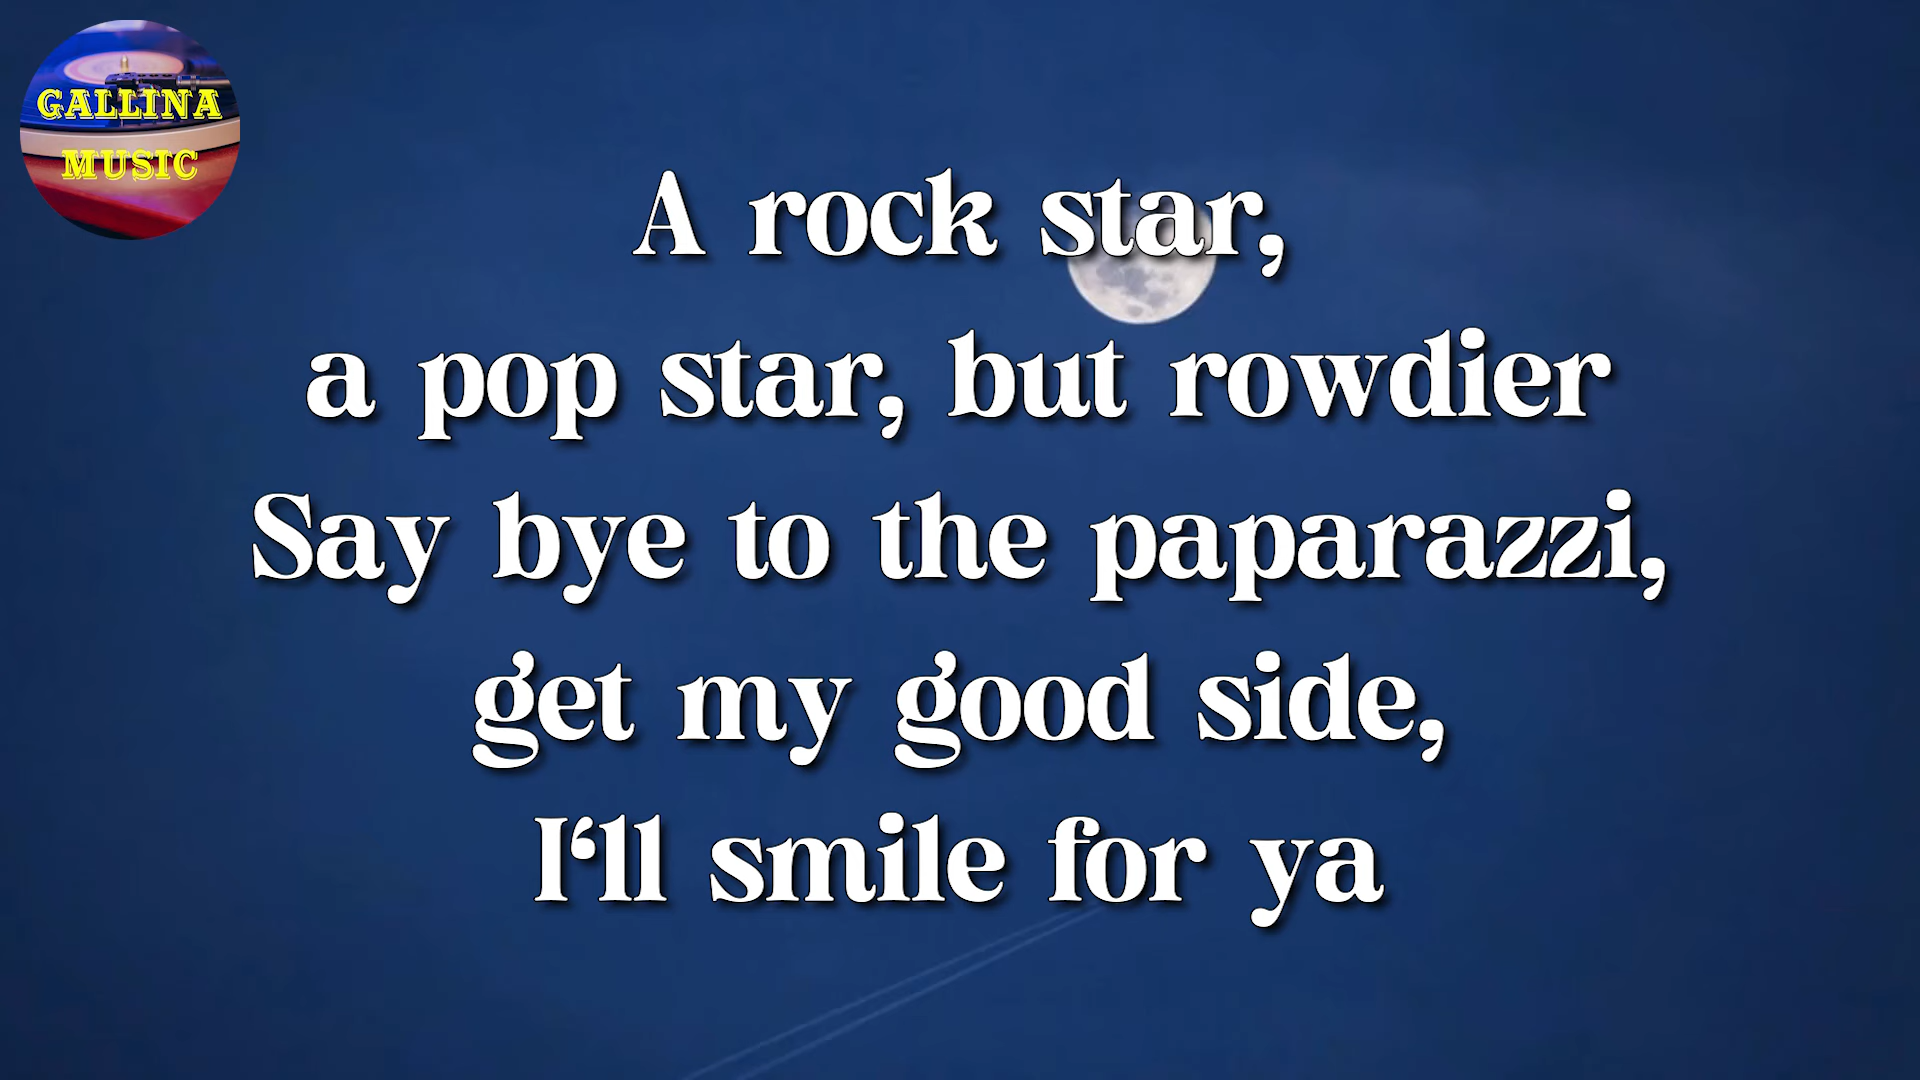 GALLINA
MUSIC
A rock star,
a pop star, but rowdier
Say bye to the paparazzi,
get my good side,
I‘ll smile for ya